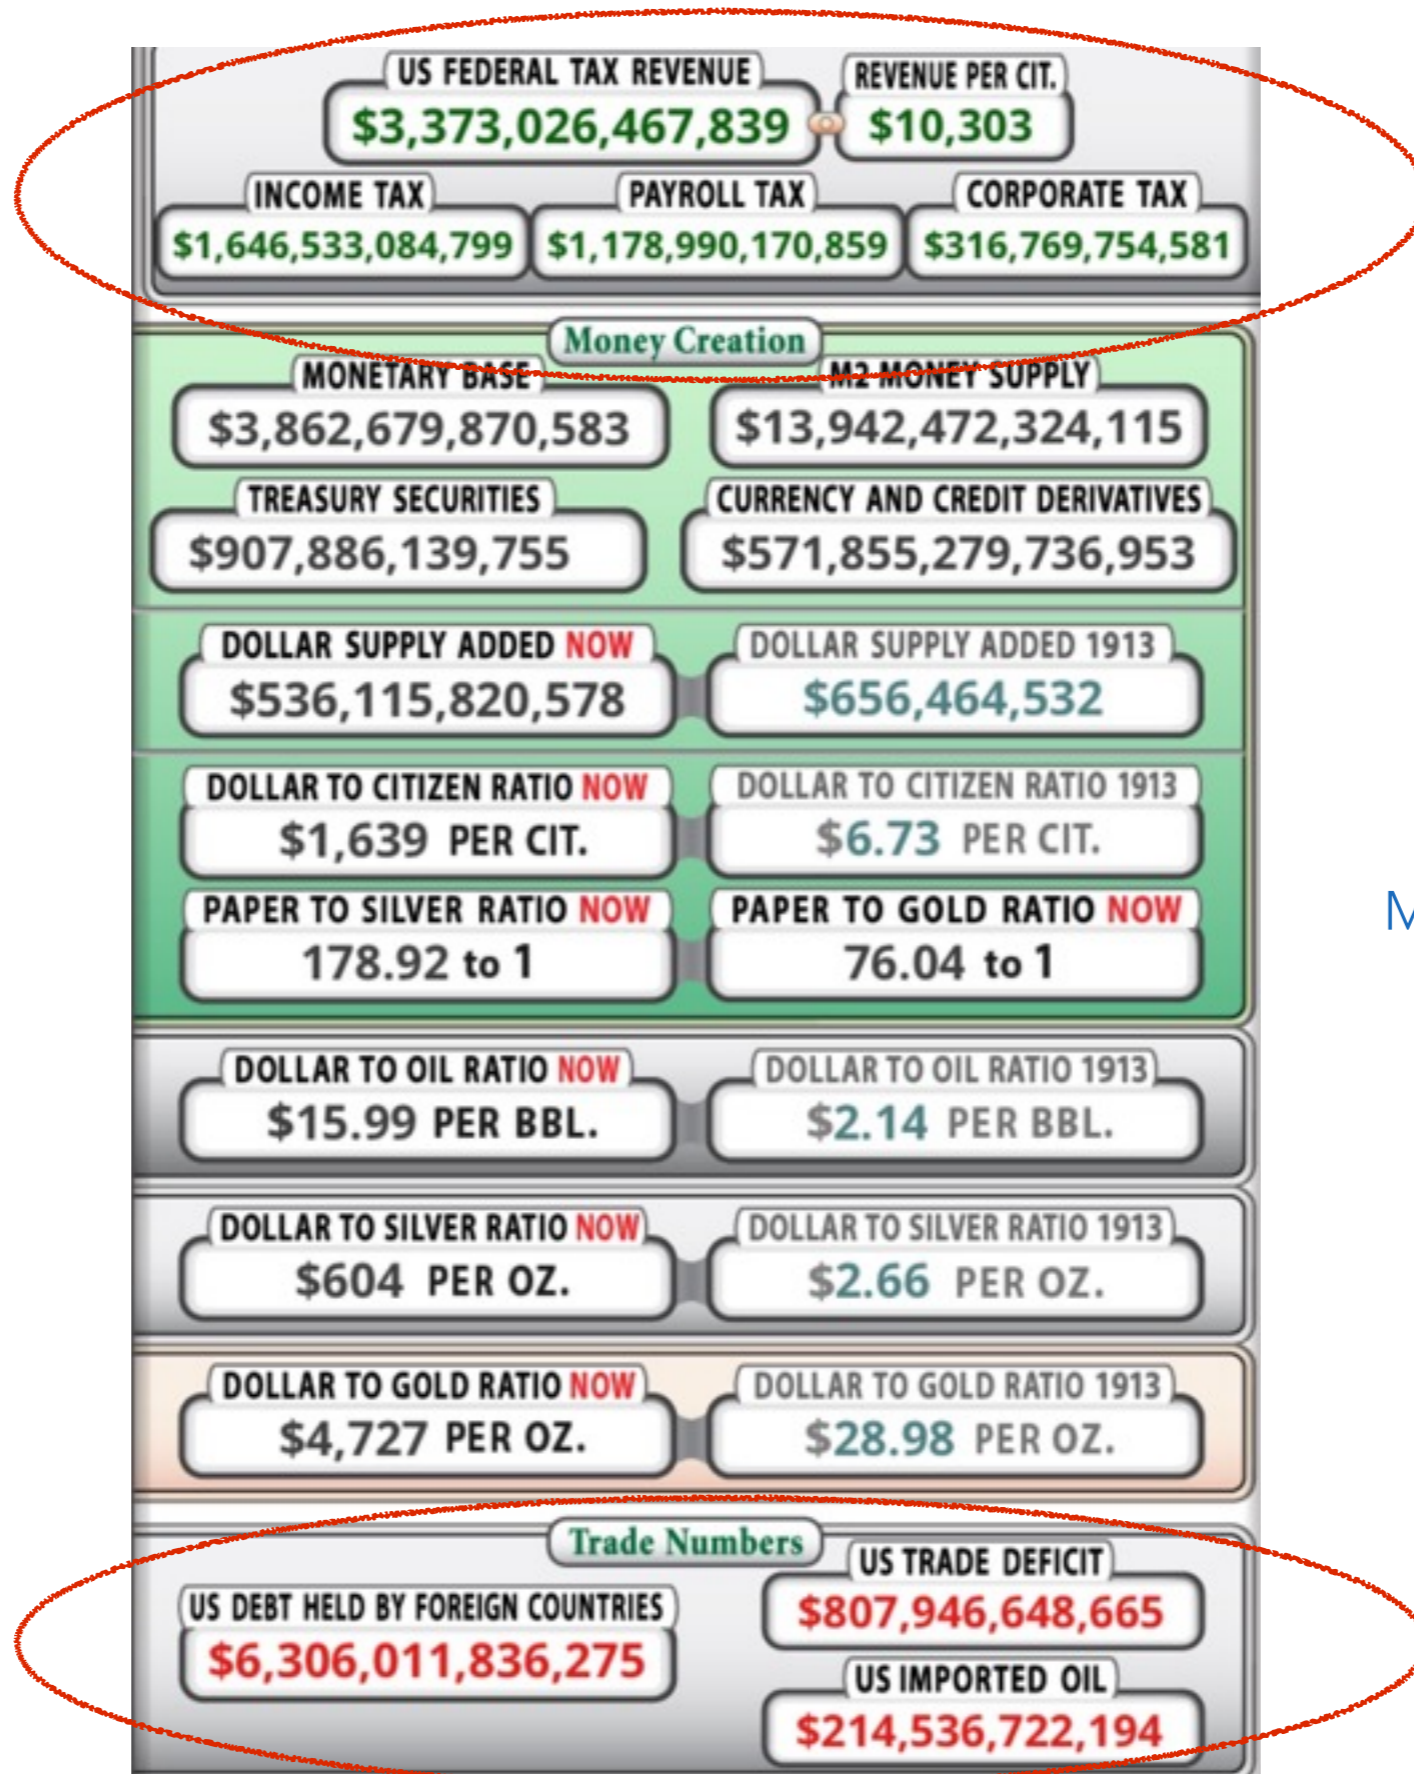 US FEDERAL TAX REVENUE REVENUE PER CIT.
$3,373,026,467,839 $10,303
INCOME TAX PAYROLL TAX CORPORATE TAX
$1,646,533,084,799 $1,178,990,170,859 $316,769,754,581
Money Creation
MONETARY BASE M2 MONEY SUPPLY
$3,862,679,870,583 $13,942,472,324,115
TREASURY SECURITIES CURRENCY AND CREDIT DERIVATIVES
$907,886,139,755 $571,855,279,736,953
DOLLAR SUPPLY ADDED NOW DOLLAR SUPPLY ADDED 1913
$536,115,820,578 $656,464,532
DOLLAR TO CITIZEN RATIO NOW DOLLAR TO CITIZEN RATIO 1913
$1,639 PER CIT. $6.73 PER CIT.
PAPER TO SILVER RATIO NOW PAPER TO GOLD RATIO NOW
M
178.92 to 1 76.04 to 1
DOLLAR TO OIL RATIO NOW DOLLAR TO OIL RATIO 1913
$15.99 PER BBL. $2.14 PER BBL.
DOLLAR TO SILVER RATIO NOW DOLLAR TO SILVER RATIO 1913
$604 PER OZ. $2.66 PER OZ.
DOLLAR TO GOLD RATIO NOW DOLLAR TO GOLD RATIO 1913
$4,727 PER OZ. $28.98 PER OZ.
Trade Numbers
US TRADE DEFICIT
US DEBT HELD BY FOREIGN COUNTRIES $807,946,648,665
$6,306,011,836,275
US IMPORTED OIL
$214,536,722,194